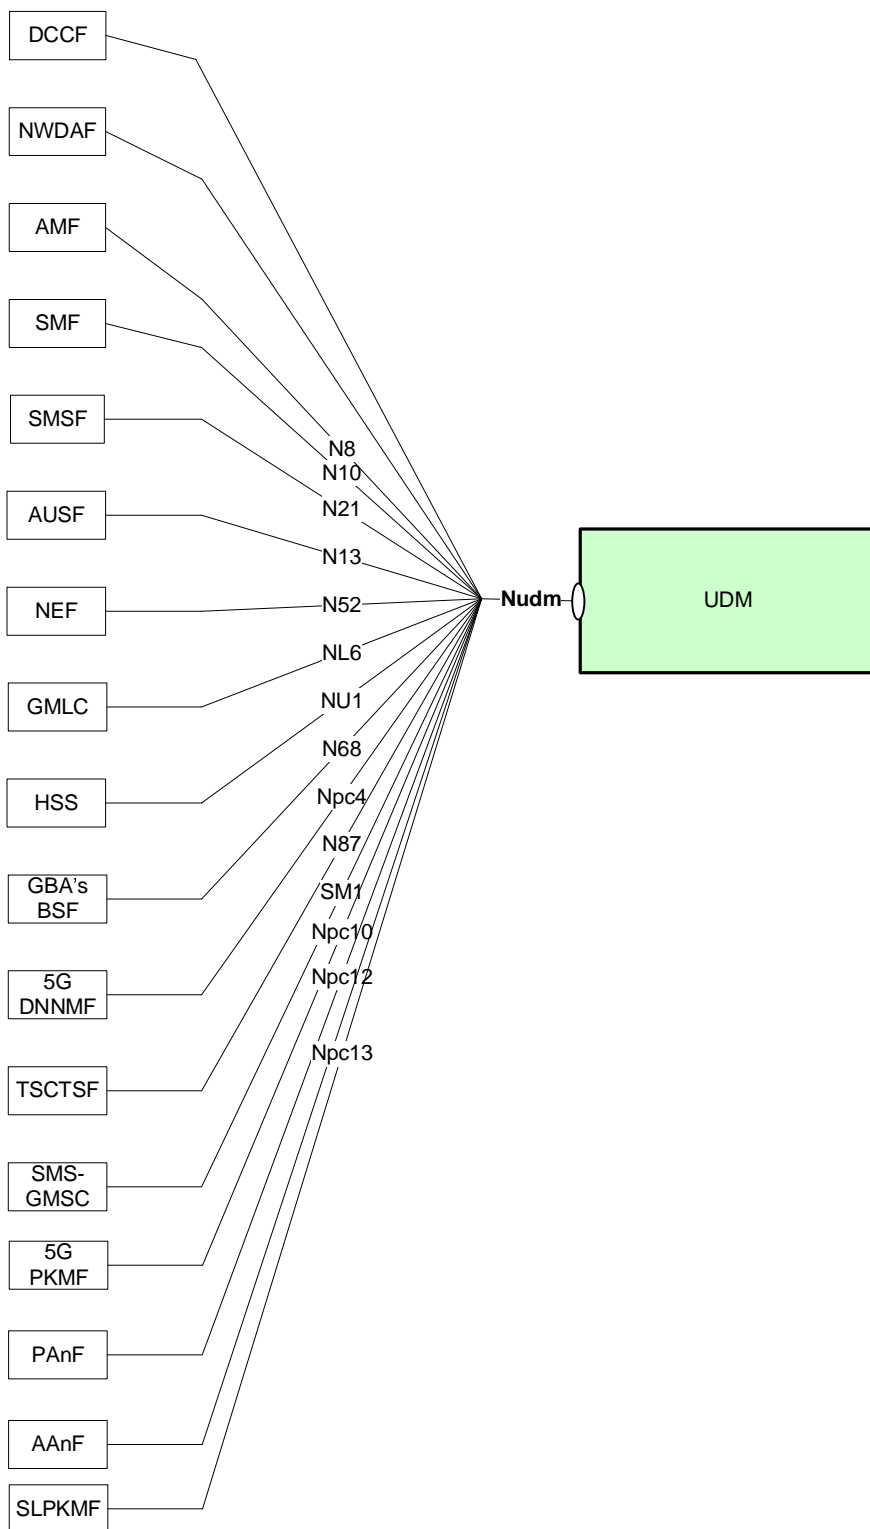 DCCF
NWDAF
AMF
SMF
SMSF
AUSF
NEF
GMLC
HSS
GBA's
BSF
5G
DNNMF
TSCTSF
SMS-
GMSC
5G
PKMF
PAnF
AAnF
SLPKMF
N8
N10
N21
N13
N52
NL6
NU1
N68
Npc4
N87
SM1
Npc10
Npc12
Npc13
Nudm
UDM